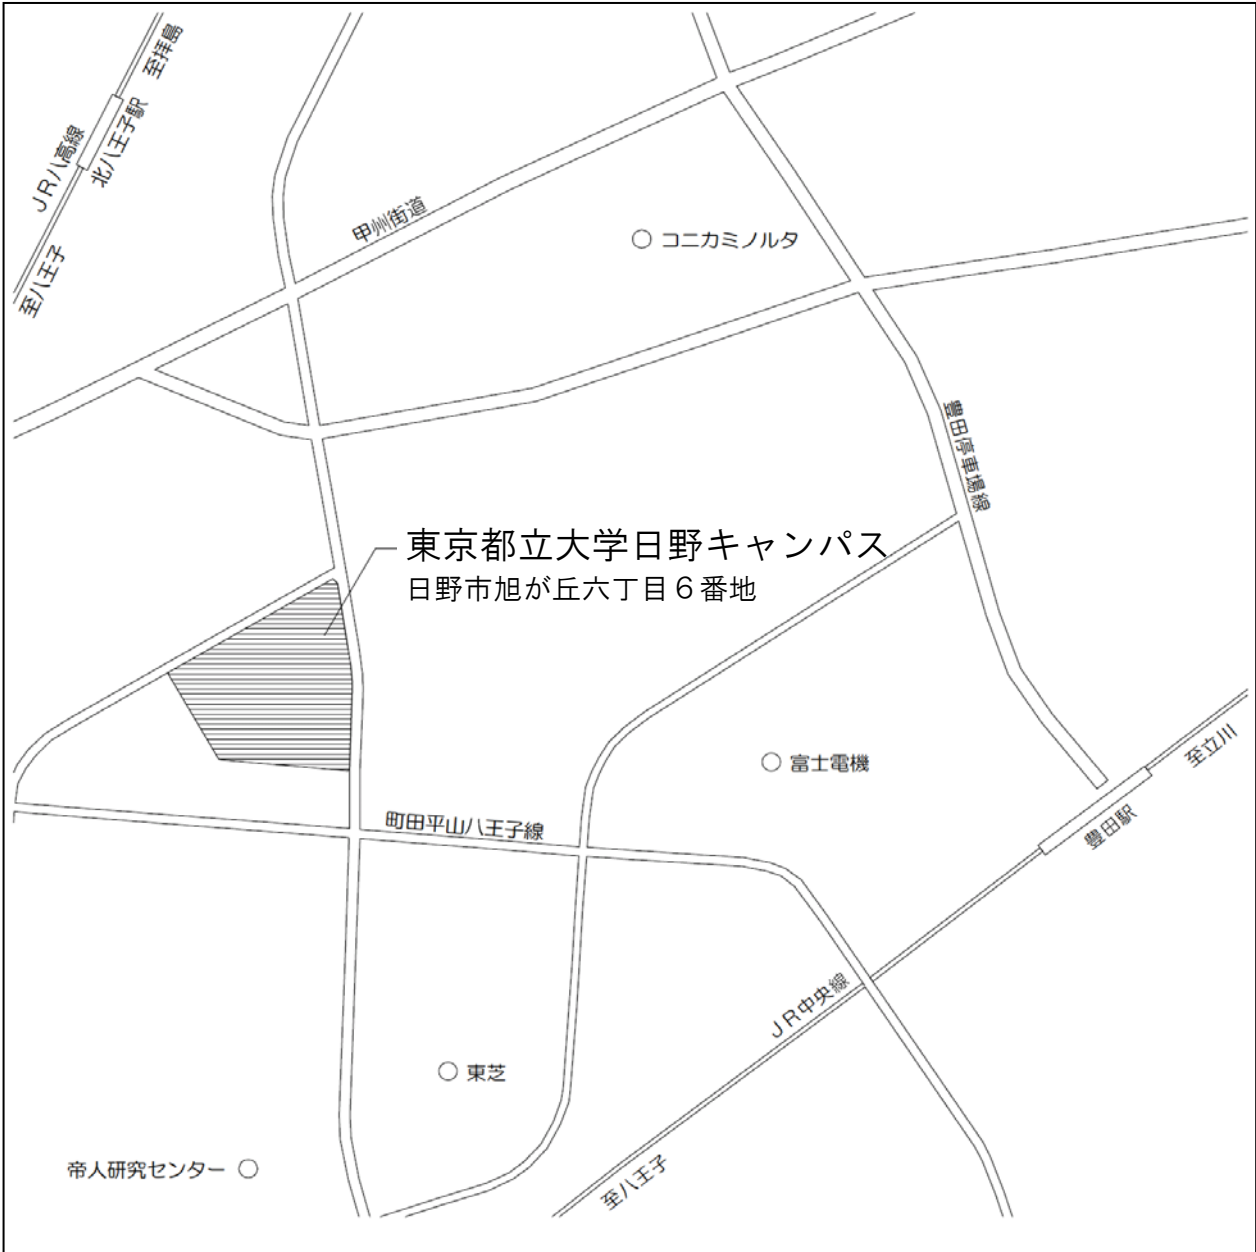 至拝島
北八王子駅
JR八高線
至八王子
甲州街道
コニカミノルタ
豊田停車場線
東京都立大学日野キャンパス
日野市旭が丘六丁目６番地
富士電機
至立川
豊田駅
町田平山八王子線
JR中央線
東芝
帝人研究センター
至八王子